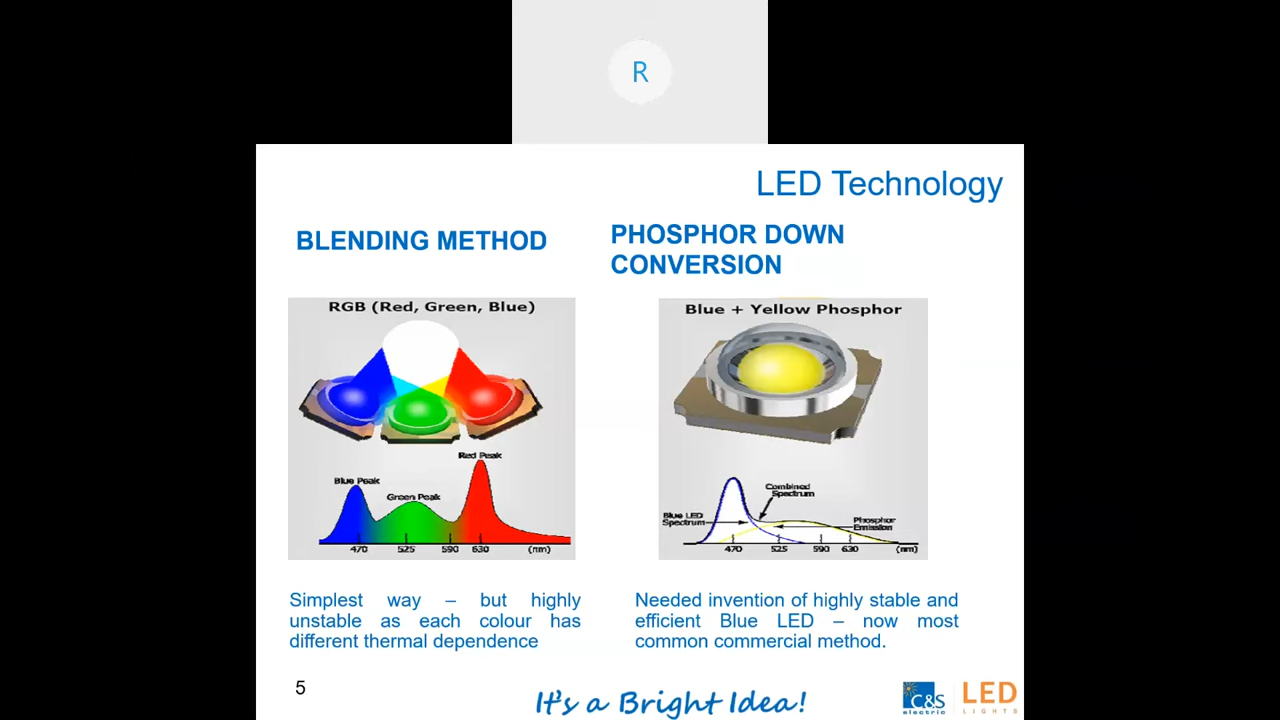 R
LED Technology
BLENDING METHOD
PHOSPHOR DOWN
CONVERSION
RGB (Red, Green, Blue)
Blue Peak
Green Peak
Red Peak
470 525 590 630 (nm)
Blue + Yellow Phosphor
Combined
Spectrum
Blue LED
Spectrum
Phosphor
Emission
470 525 590 630 (nm)
Simplest way – but highly
unstable as each colour has
different thermal dependence
Needed invention of highly stable and
efficient Blue LED – now most
common commercial method.
5
It's a Bright Idea!
C&S
electric
LED
LIGHTS